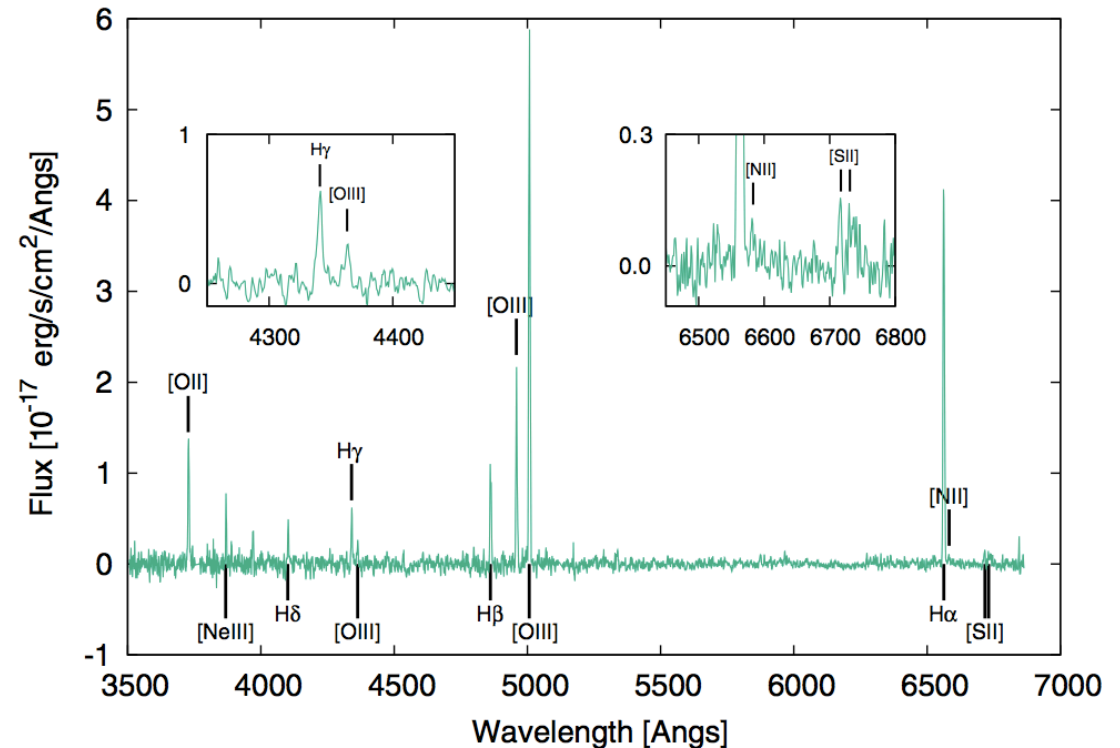 6
5
4
3
2
1
0
-1
Flux [10⁻¹⁷ erg/s/cm²/Angs]
1
0
Hγ
[OIII]
4300 4400
0.3
0.0
[NII]
[SII]
6500 6600 6700 6800
[OIII]
[OII]
Hγ
[NII]
[NeIII]
Hδ
[OIII]
Hβ
[OIII]
Hα
[SII]
3500 4000 4500 5000 5500 6000 6500 7000
Wavelength [Angs]